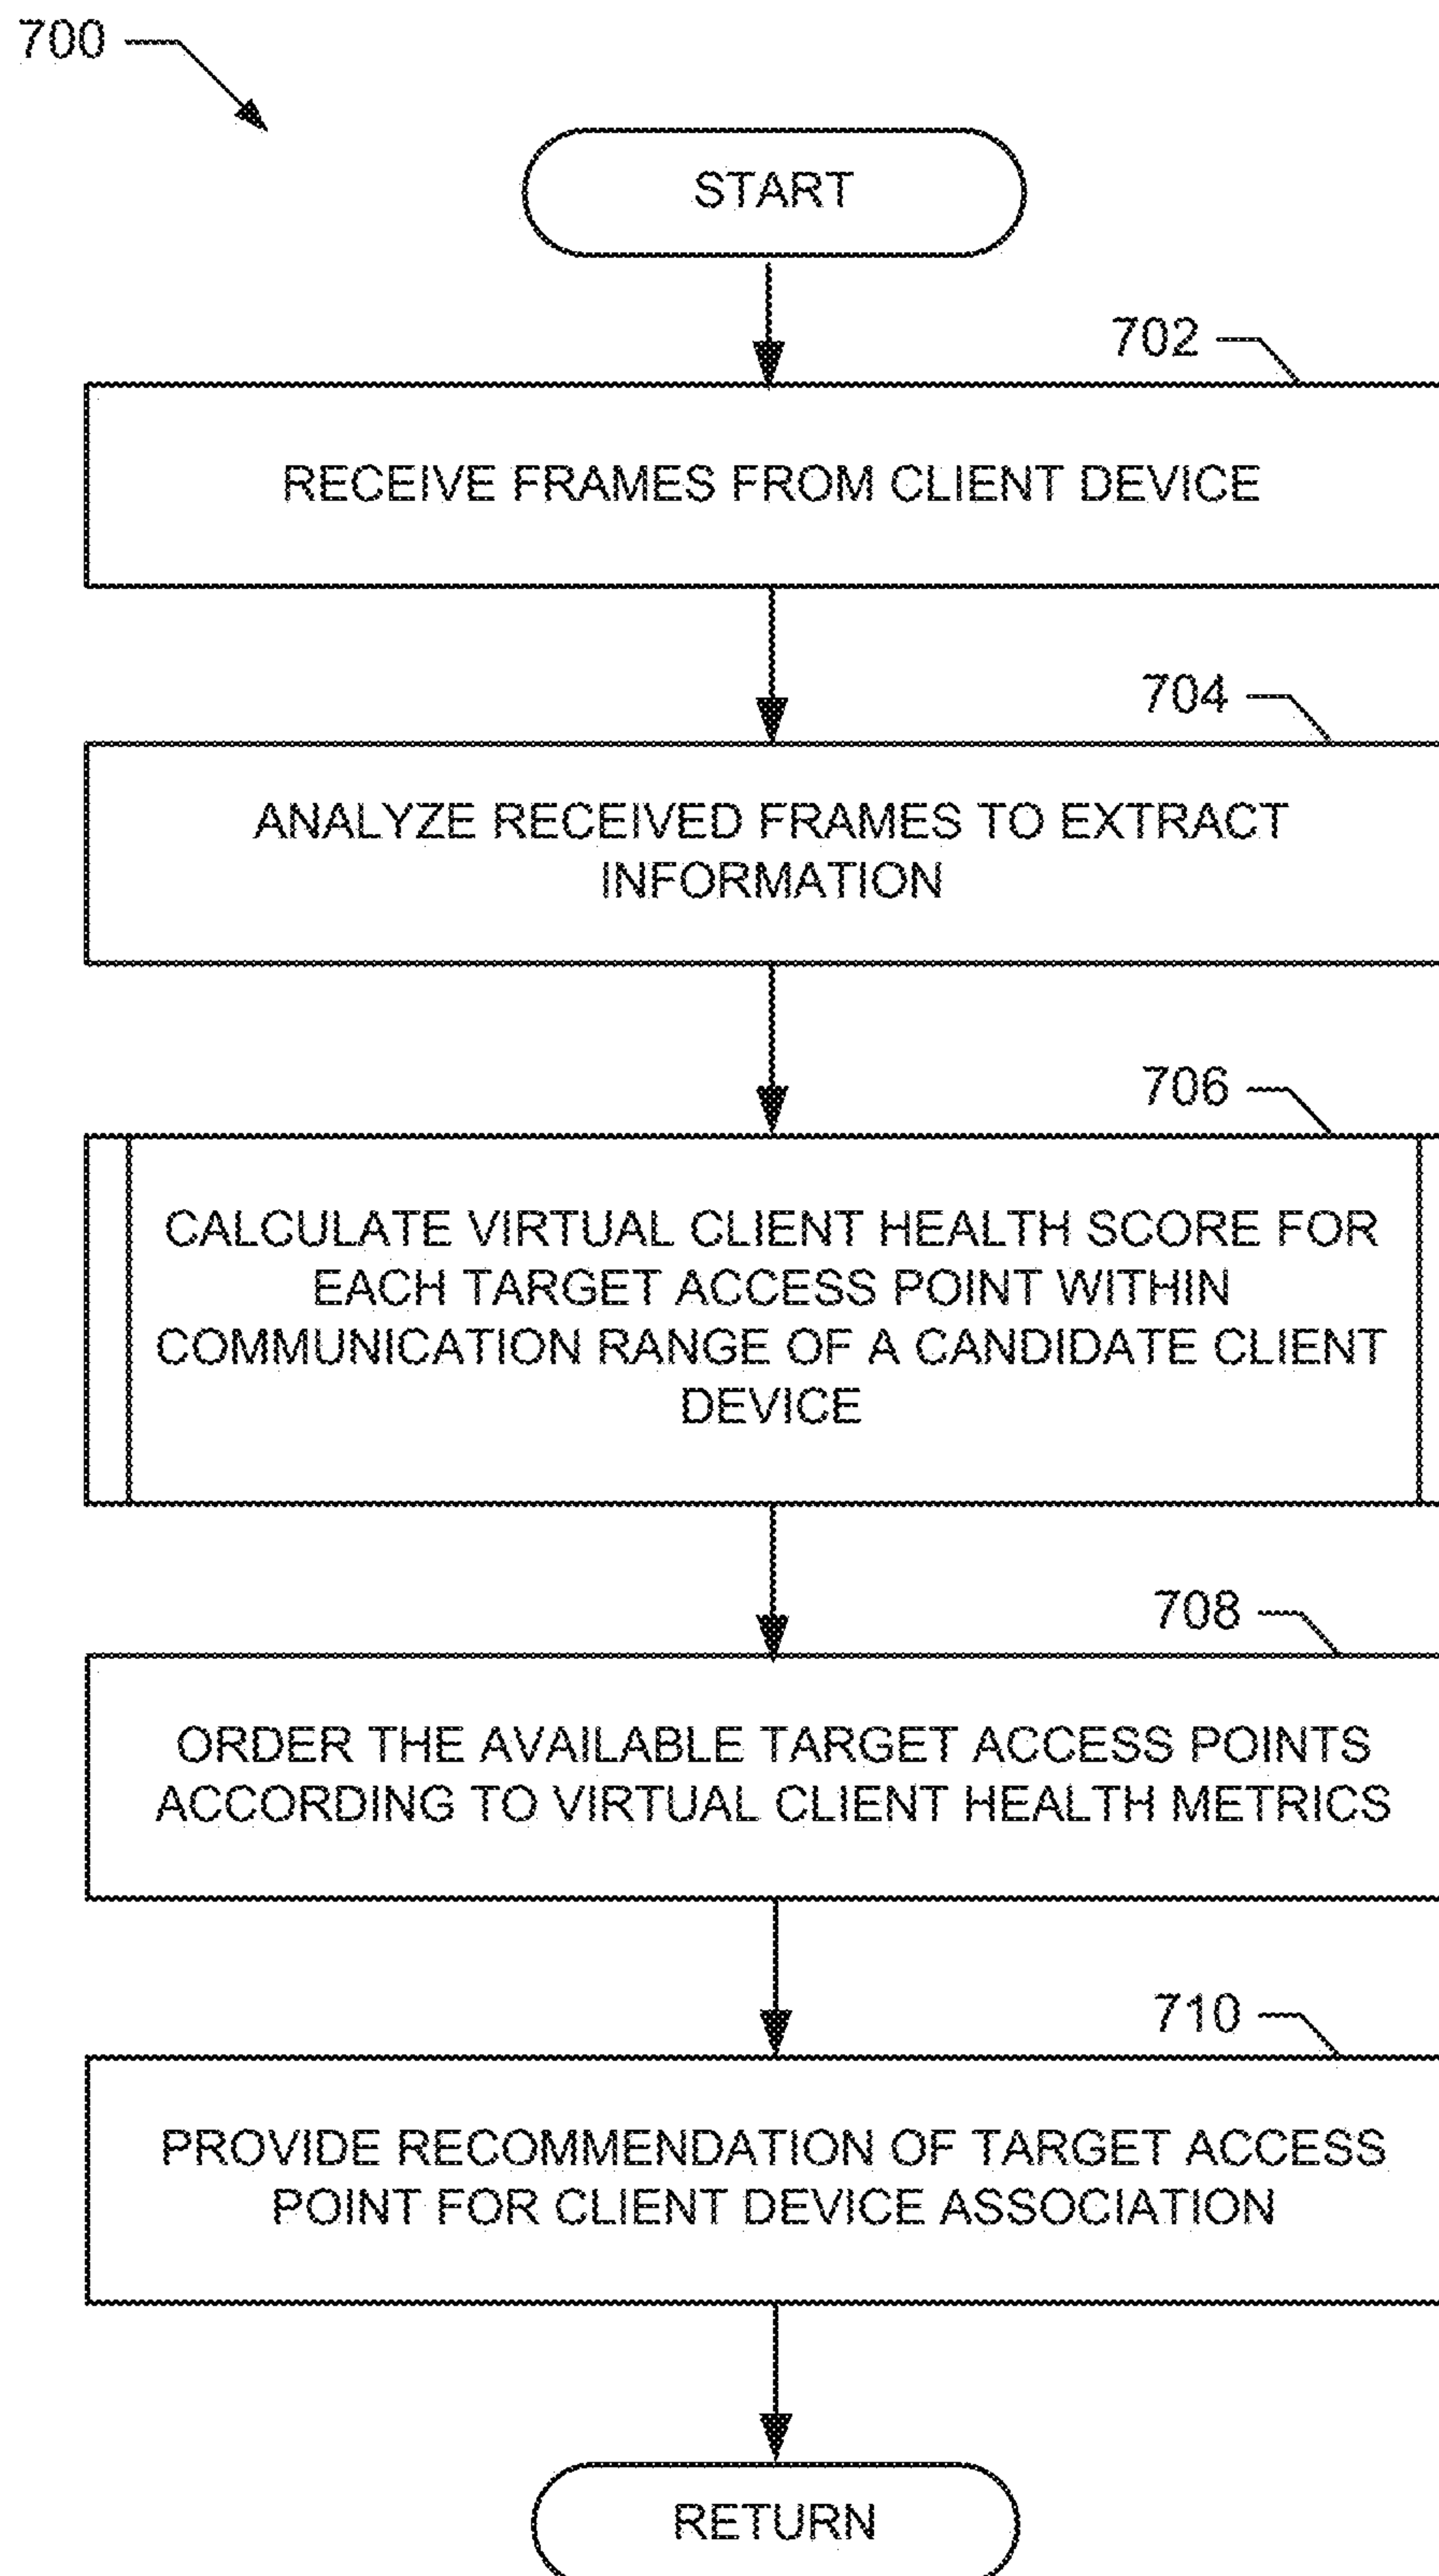 700
START
702
RECEIVE FRAMES FROM CLIENT DEVICE
704
ANALYZE RECEIVED FRAMES TO EXTRACT
INFORMATION
706
CALCULATE VIRTUAL CLIENT HEALTH SCORE FOR
EACH TARGET ACCESS POINT WITHIN
COMMUNICATION RANGE OF A CANDIDATE CLIENT
DEVICE
708
ORDER THE AVAILABLE TARGET ACCESS POINTS
ACCORDING TO VIRTUAL CLIENT HEALTH METRICS
710
PROVIDE RECOMMENDATION OF TARGET ACCESS
POINT FOR CLIENT DEVICE ASSOCIATION
RETURN